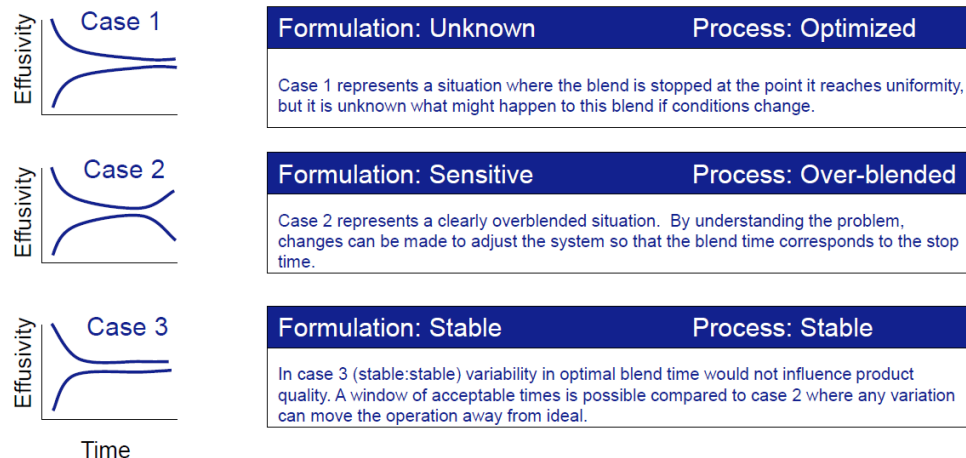 Effusivity
Case 1
Formulation: Unknown Process: Optimized
Case 1 represents a situation where the blend is stopped at the point it reaches uniformity,
but it is unknown what might happen to this blend if conditions change.
Effusivity
Case 2
Formulation: Sensitive Process: Over-blended
Case 2 represents a clearly overblended situation. By understanding the problem,
changes can be made to adjust the system so that the blend time corresponds to the stop
time.
Effusivity
Case 3
Formulation: Stable Process: Stable
In case 3 (stable:stable) variability in optimal blend time would not influence product
quality. A window of acceptable times is possible compared to case 2 where any variation
can move the operation away from ideal.
Time